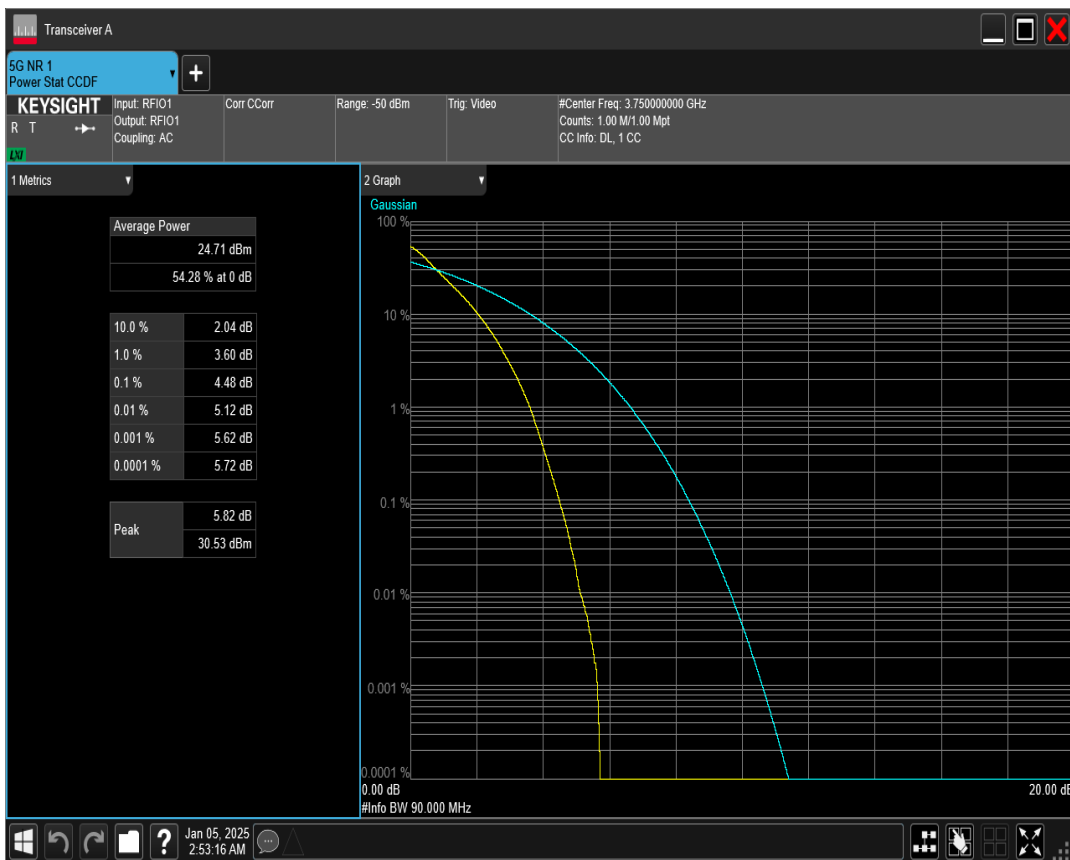 Transceiver A
5G NR 1
Power Stat CCDF
KEYSIGHT
R T
LXI
Input: RFIO1
Output: RFIO1
Coupling: AC
Corr CCorr
Range: -50 dBm
Trig: Video
#Center Freq: 3.750000000 GHz
Counts: 1.00 M/1.00 Mpt
CC Info: DL, 1 CC
1 Metrics
Average Power
24.71 dBm
54.28 % at 0 dB
10.0 % 2.04 dB
1.0 % 3.60 dB
0.1 % 4.48 dB
0.01 % 5.12 dB
0.001 % 5.62 dB
0.0001 % 5.72 dB
Peak
5.82 dB
30.53 dBm
2 Graph
Gaussian
100 %
10 %
1 %
0.1 %
0.01 %
0.001 %
0.0001 %
0.00 dB 20.00 dB
#Info BW 90.000 MHz
?
Jan 05, 2025
2:53:16 AM